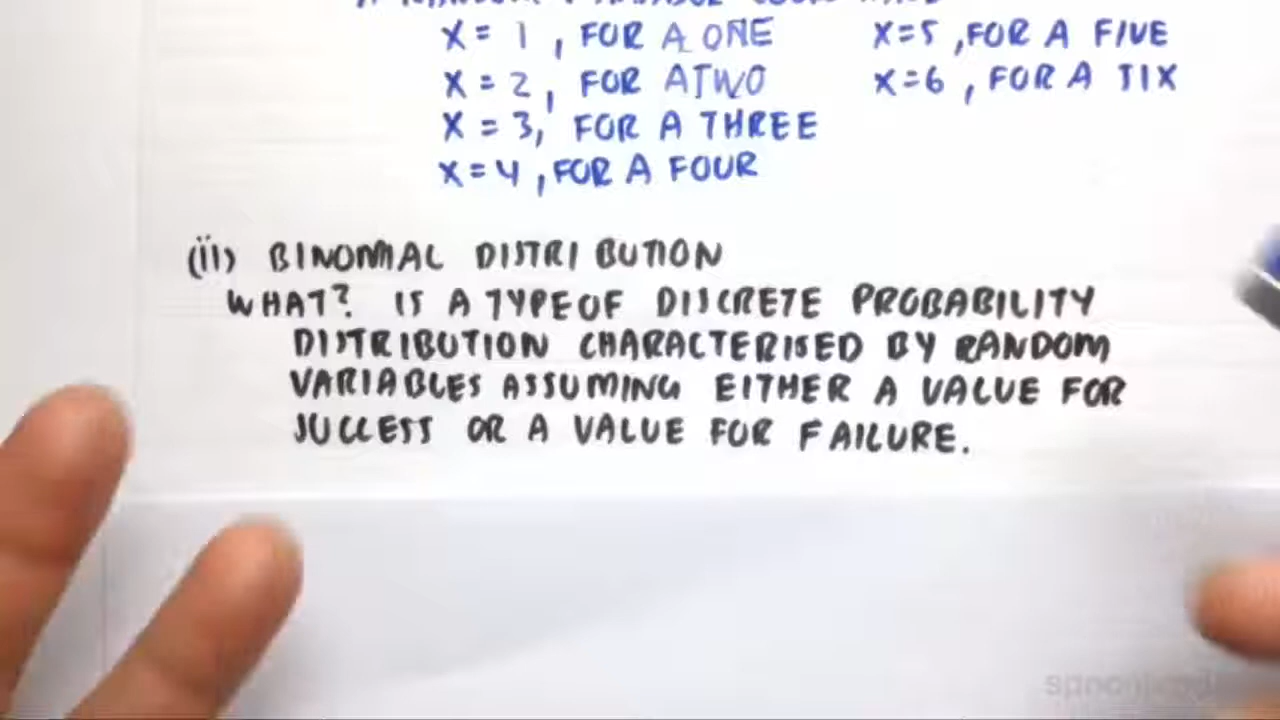 X = 1 , FOR A ONE
X = 2 , FOR A TWO
X = 3, FOR A THREE
X = 4 , FOR A FOUR
X=5 ,FOR A FIVE
X=6 , FOR A SIX
(ii) BINOMIAL DISTRIBUTION
WHAT? IS A TYPE OF DISCRETE PROBABILITY
DISTRIBUTION CHARACTERISED BY RANDOM
VARIABLES ASSUMING EITHER A VALUE FOR
SUCCESS OR A VALUE FOR FAILURE.